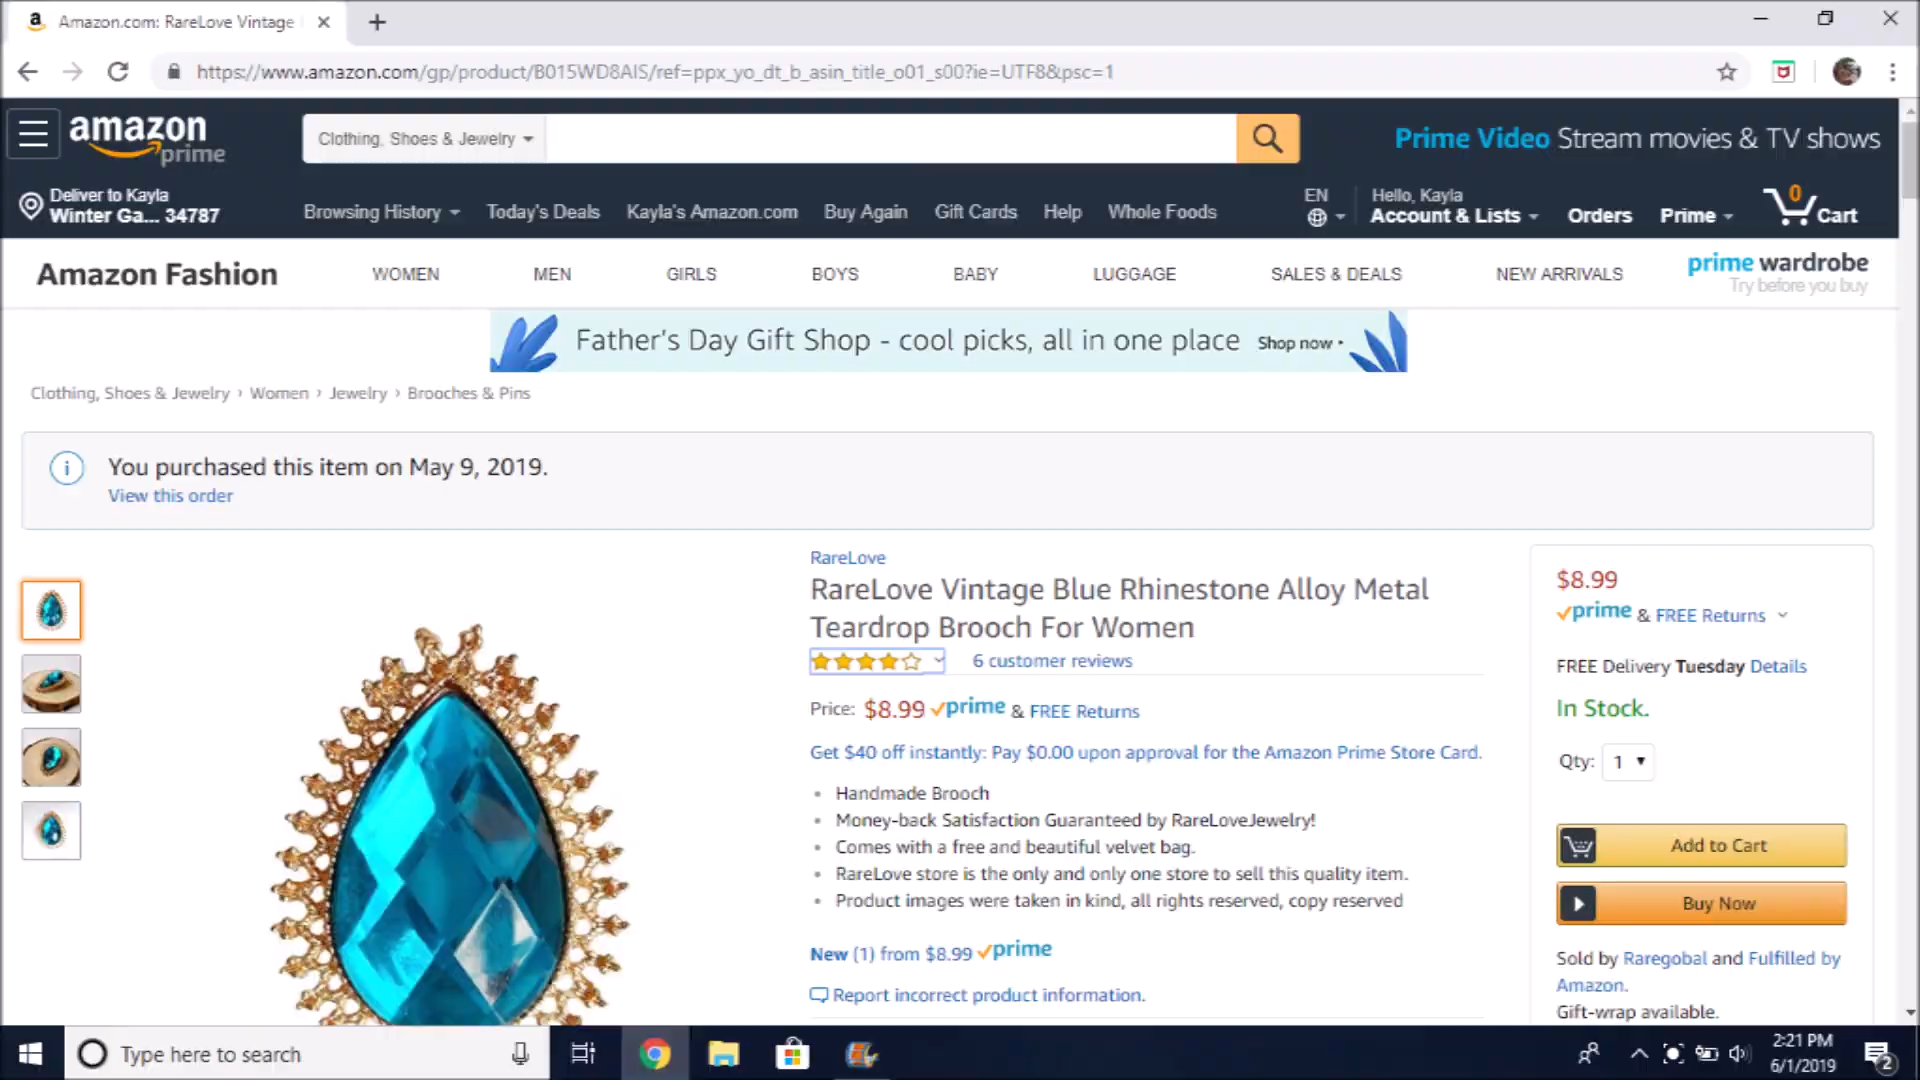 Amazon.com: RareLove Vintage
https://www.amazon.com/gp/product/B015WD8AIS/ref=ppx_yo_dt_b_asin_title_o01_s00?ie=UTF8&psc=1
amazon prime
Clothing, Shoes & Jewelry
Prime Video Stream movies & TV shows
Deliver to Kayla
Winter Ga... 34787
Browsing History Today's Deals Kayla's Amazon.com Buy Again Gift Cards Help Whole Foods
EN
Hello, Kayla
Account & Lists Orders Prime 0 Cart
Amazon Fashion WOMEN MEN GIRLS BOYS BABY LUGGAGE SALES & DEALS NEW ARRIVALS
prime wardrobe
Try before you buy
Father's Day Gift Shop - cool picks, all in one place Shop now
Clothing, Shoes & Jewelry › Women › Jewelry › Brooches & Pins
You purchased this item on May 9, 2019.
View this order
RareLove
RareLove Vintage Blue Rhinestone Alloy Metal
Teardrop Brooch For Women
6 customer reviews
Price: $8.99 prime & FREE Returns
Get $40 off instantly: Pay $0.00 upon approval for the Amazon Prime Store Card.
Handmade Brooch
Money-back Satisfaction Guaranteed by RareLoveJewelry!
Comes with a free and beautiful velvet bag.
RareLove store is the only and only one store to sell this quality item.
Product images were taken in kind, all rights reserved, copy reserved
New (1) from $8.99 prime
Report incorrect product information.
$8.99
prime & FREE Returns
FREE Delivery Tuesday Details
In Stock.
Qty: 1
Add to Cart
Buy Now
Sold by Raregobal and Fulfilled by
Amazon.
Gift-wrap available.
Type here to search
2:21 PM
6/1/2019
2